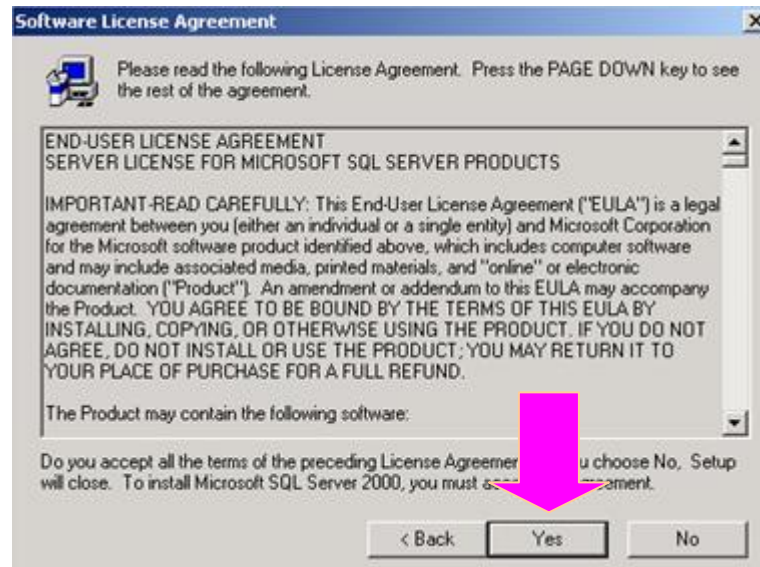 Software License Agreement
Please read the following License Agreement. Press the PAGE DOWN key to see
the rest of the agreement.
END-USER LICENSE AGREEMENT
SERVER LICENSE FOR MICROSOFT SQL SERVER PRODUCTS
IMPORTANT-READ CAREFULLY: This End-User License Agreement ("EULA") is a legal
agreement between you (either an individual or a single entity) and Microsoft Corporation
for the Microsoft software product identified above, which includes computer software
and may include associated media, printed materials, and "online" or electronic
documentation ("Product"). An amendment or addendum to this EULA may accompany
the Product. YOU AGREE TO BE BOUND BY THE TERMS OF THIS EULA BY
INSTALLING, COPYING, OR OTHERWISE USING THE PRODUCT. IF YOU DO NOT
AGREE, DO NOT INSTALL OR USE THE PRODUCT; YOU MAY RETURN IT TO
YOUR PLACE OF PURCHASE FOR A FULL REFUND.
The Product may contain the following software:
Do you accept all the terms of the preceding License choose No, Setup
will close. To install Microsoft SQL Server 2000, you must
< Back Yes No